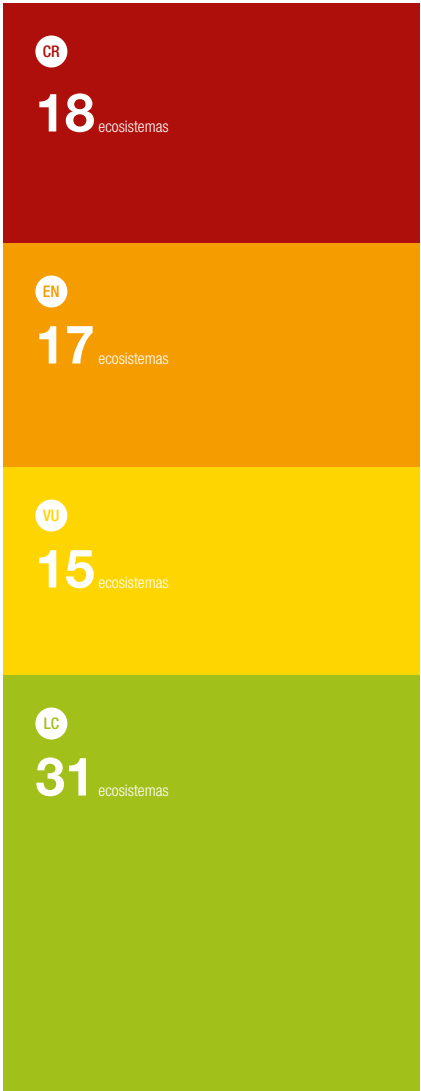 CR
18 ecosistemas
EN
17 ecosistemas
VU
15 ecosistemas
LC
31 ecosistemas